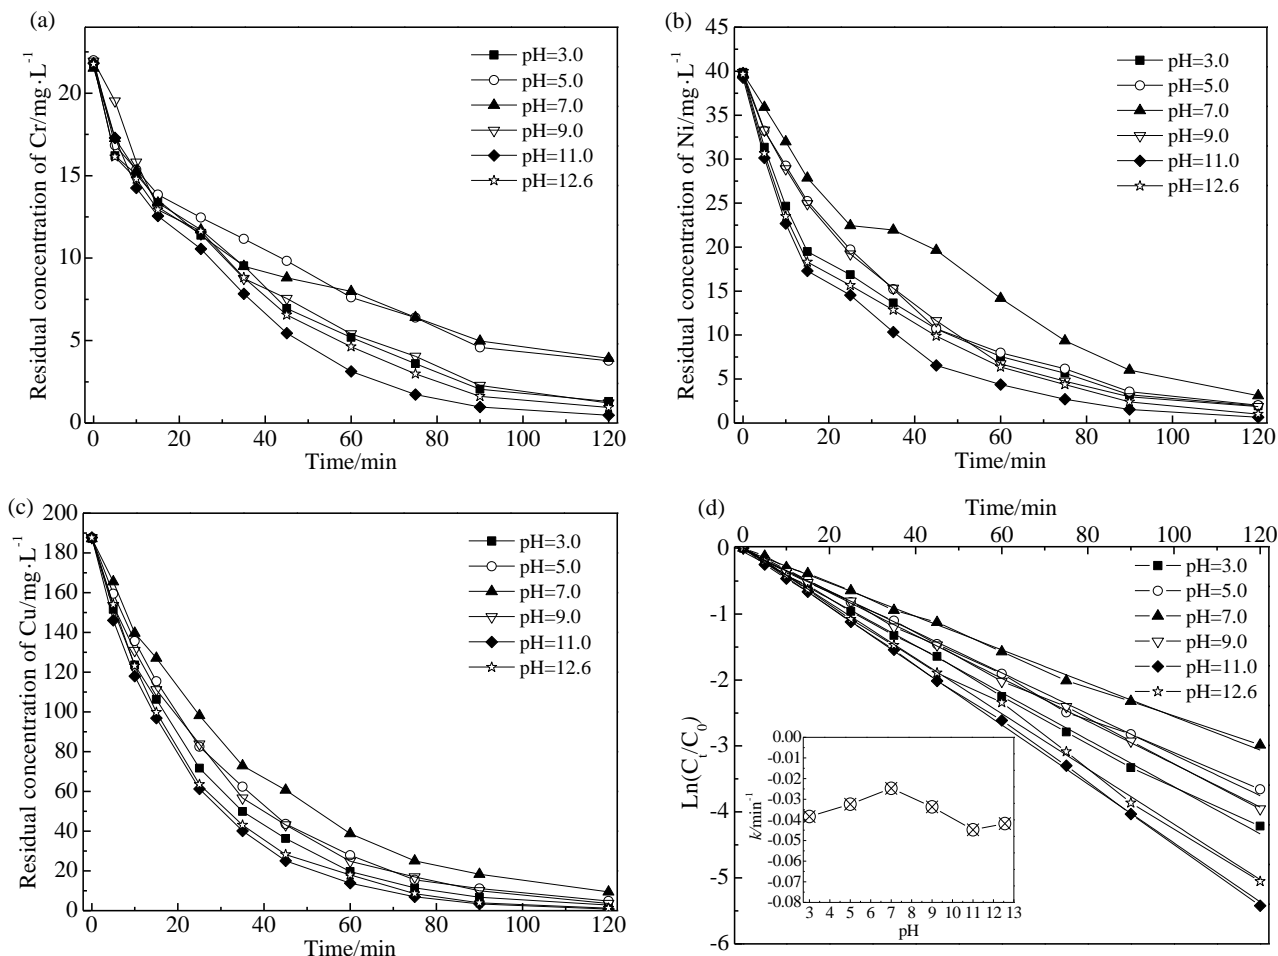 (a)
Residual concentration of Cr/mg·L⁻¹
20
15
10
5
0
pH=3.0
pH=5.0
pH=7.0
pH=9.0
pH=11.0
pH=12.6
0 20 40 60 80 100 120
Time/min
(b)
Residual concentration of Ni/mg·L⁻¹
45
40
35
30
25
20
15
10
5
0
pH=3.0
pH=5.0
pH=7.0
pH=9.0
pH=11.0
pH=12.6
0 20 40 60 80 100 120
Time/min
(c)
Residual concentration of Cu/mg·L⁻¹
200
180
160
140
120
100
80
60
40
20
0
pH=3.0
pH=5.0
pH=7.0
pH=9.0
pH=11.0
pH=12.6
0 20 40 60 80 100 120
Time/min
(d)
Time/min
0 20 40 60 80 100 120
Ln(Cₜ/C₀)
0
-1
-2
-3
-4
-5
-6
pH=3.0
pH=5.0
pH=7.0
pH=9.0
pH=11.0
pH=12.6
k/min⁻¹
0.00
-0.01
-0.02
-0.03
-0.04
-0.05
-0.06
-0.07
-0.08
3 4 5 6 7 8 9 10 11 12 13
pH